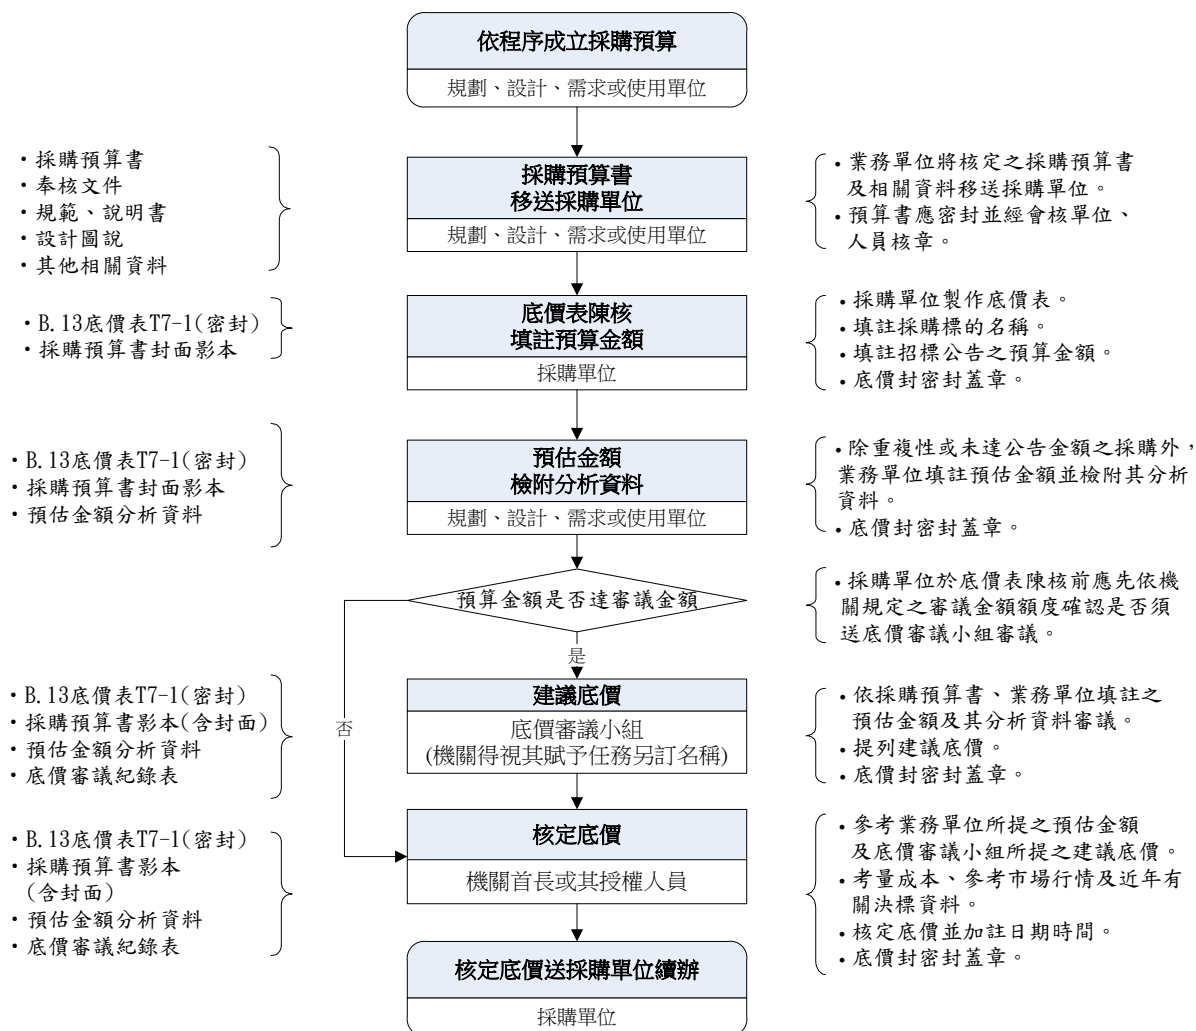 依程序成立採購預算
規劃、設計、需求或使用單位
・採購預算書
・奉核文件
・規範、說明書
・設計圖說
・其他相關資料
採購預算書
移送採購單位
規劃、設計、需求或使用單位
・業務單位將核定之採購預算書
及相關資料移送採購單位。
・預算書應密封並經會核單位、
人員核章。
・B.13底價表T7-1(密封)
・採購預算書封面影本
底價表陳核
填註預算金額
採購單位
・採購單位製作底價表。
・填註採購標的名稱。
・填註招標公告之預算金額。
・底價封密封蓋章。
・B.13底價表T7-1(密封)
・採購預算書封面影本
・預估金額分析資料
預估金額
檢附分析資料
規劃、設計、需求或使用單位
・除重複性或未達公告金額之採購外，
業務單位填註預估金額並檢附其分析
資料。
・底價封密封蓋章。
預算金額是否達審議金額
・採購單位於底價表陳核前應先依機
關規定之審議金額額度確認是否須
送底價審議小組審議。
是
否
・B.13底價表T7-1(密封)
・採購預算書影本(含封面)
・預估金額分析資料
・底價審議紀錄表
建議底價
底價審議小組
(機關得視其賦予任務另訂名稱)
・依採購預算書、業務單位填註之
預估金額及其分析資料審議。
・提列建議底價。
・底價封密封蓋章。
・B.13底價表T7-1(密封)
・採購預算書影本
(含封面)
・預估金額分析資料
・底價審議紀錄表
核定底價
機關首長或其授權人員
・參考業務單位所提之預估金額
及底價審議小組所提之建議底價。
・考量成本、參考市場行情及近年有
關決標資料。
・核定底價並加註日期時間。
・底價封密封蓋章。
核定底價送採購單位續辦
採購單位